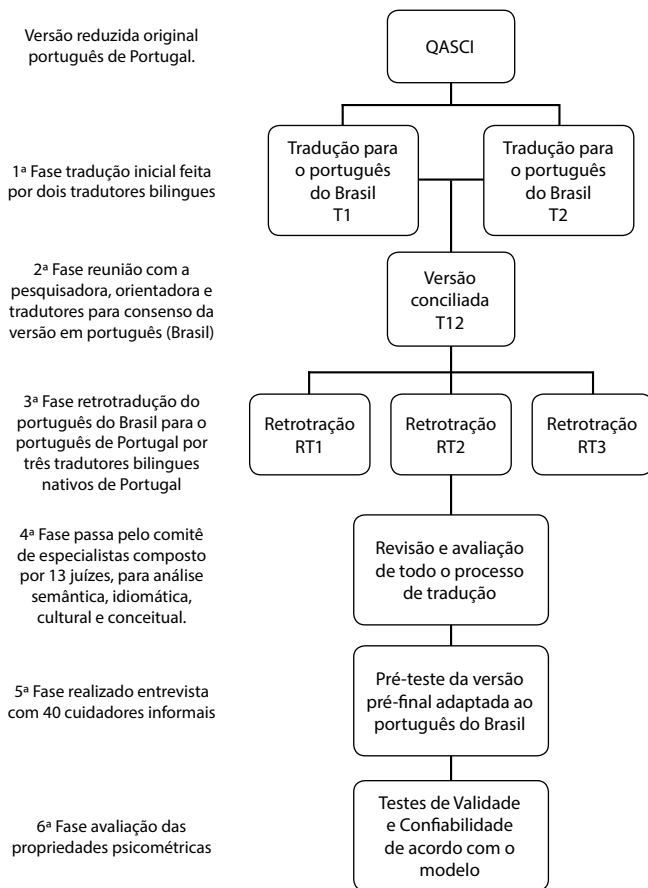 Versão reduzida original
português de Portugal.
QASCI
1ª Fase tradução inicial feita
por dois tradutores bilingues
Tradução para
o português
do Brasil
T1
Tradução para
o português
do Brasil
T2
2ª Fase reunião com a
pesquisadora, orientadora e
tradutores para consenso da
versão em português (Brasil)
Versão
conciliada
T12
3ª Fase retrotradução do
português do Brasil para o
português de Portugal por
três tradutores bilingues
nativos de Portugal
Retrotração
RT1
Retrotração
RT2
Retrotração
RT3
4ª Fase passa pelo comitê
de especialistas composto
por 13 juízes, para análise
semântica, idiomática,
cultural e conceitual.
Revisão e avaliação
de todo o processo
de tradução
5ª Fase realizado entrevista
com 40 cuidadores informais
Pré-teste da versão
pré-final adaptada ao
português do Brasil
6ª Fase avaliação das
propriedades psicométricas
Testes de Validade
e Confiabilidade
de acordo com o
modelo